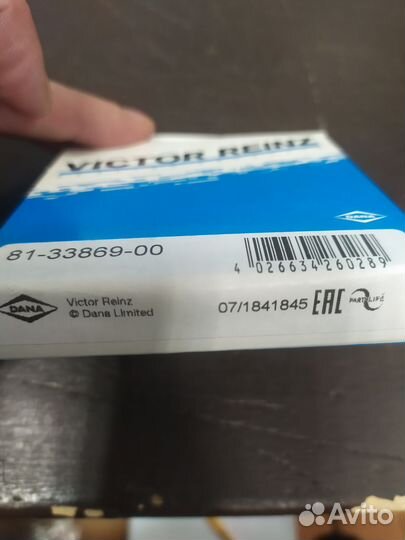 VICTOR REINZ
DANA
81-33869-00
4 026634 260289
DANA
Victor Reinz
© Dana Limited
07/1841845
EAC
PARTSLIFE
Avito